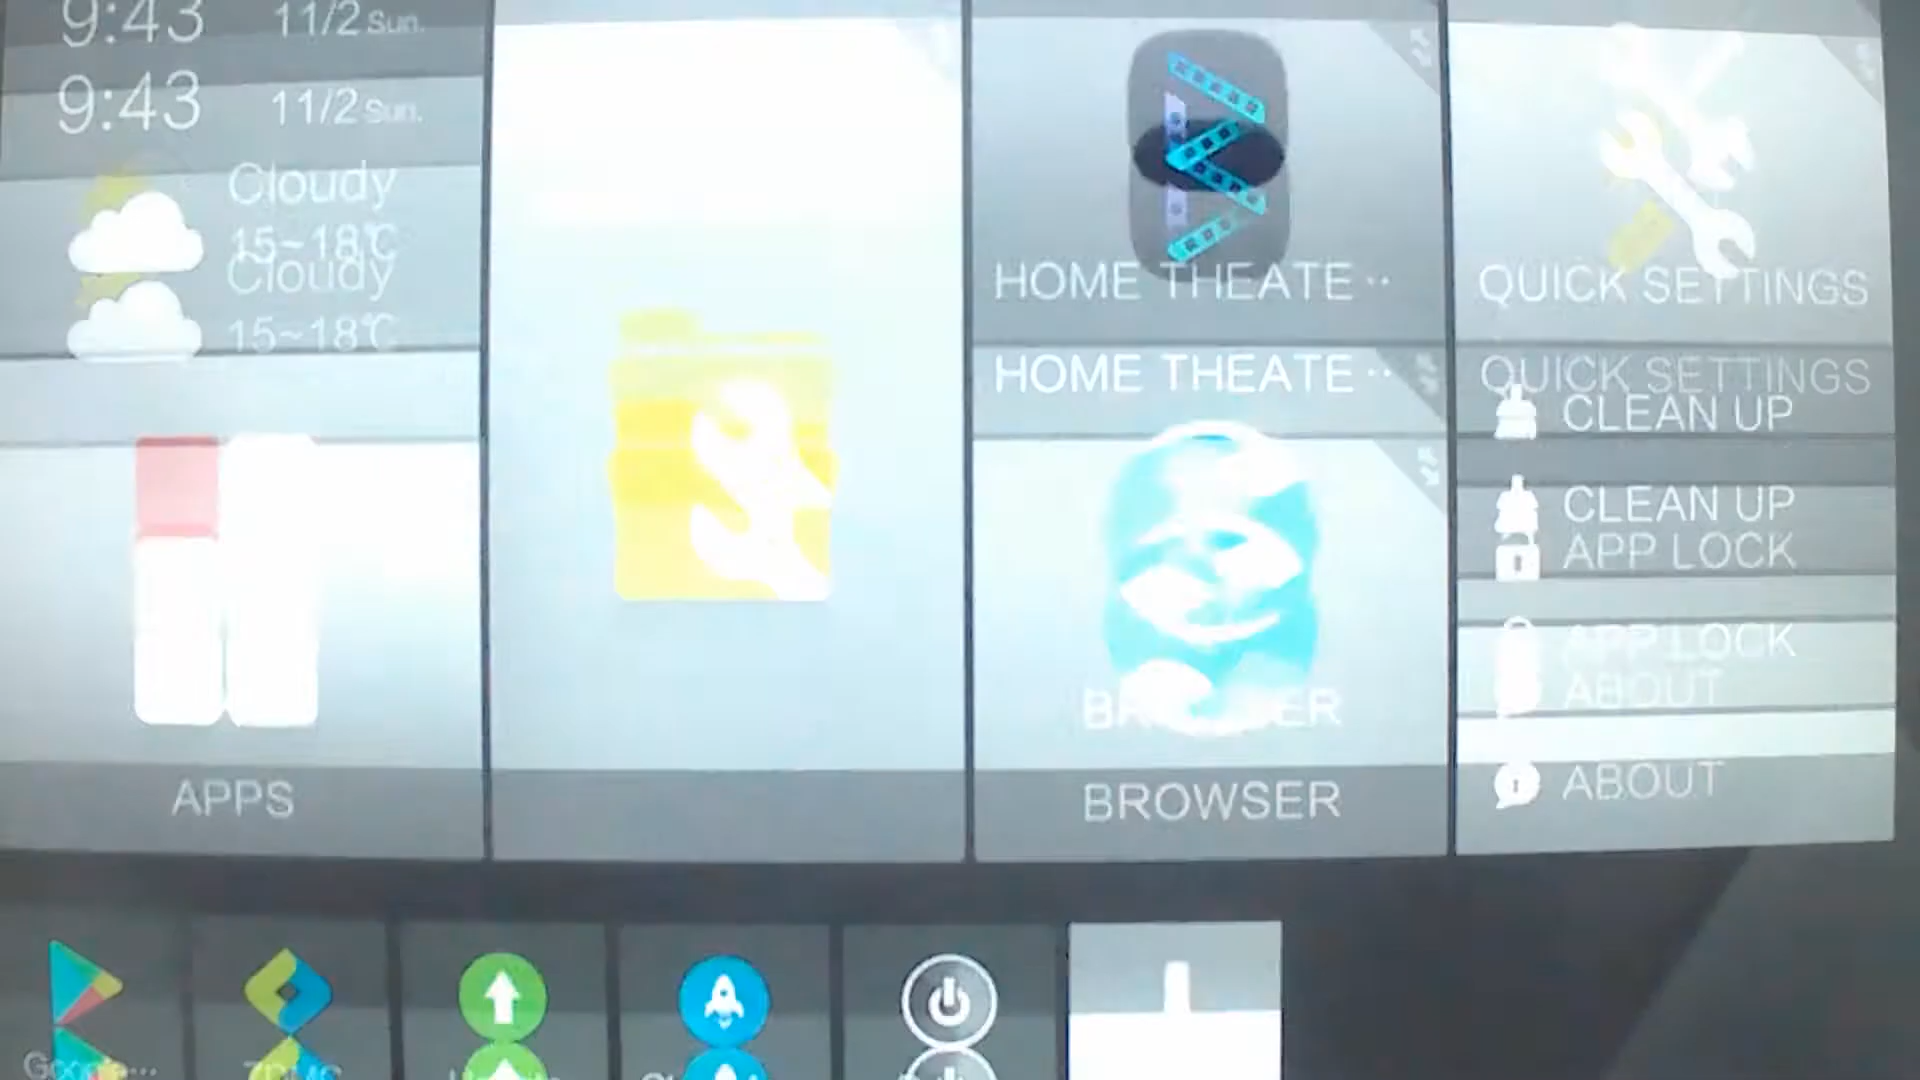 9:43 11/2 Sun.
9:43 11/2 Sun.
Cloudy
15~18℃
Cloudy
15~18℃
APPS
HOME THEATE··
HOME THEATE··
BROWSER
BROWSER
QUICK SETTINGS
QUICK SETTINGS
CLEAN UP
CLEAN UP
APP LOCK
APP LOCK
ABOUT
ABOUT